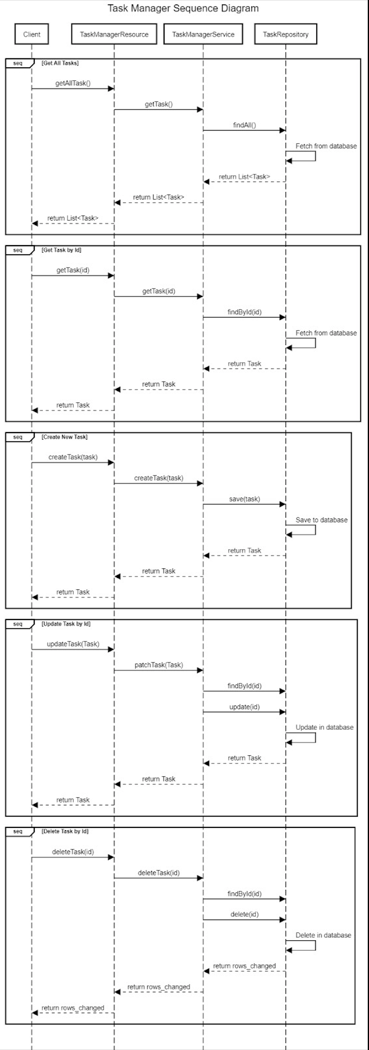 Task Manager Sequence Diagram
Client TaskManagerResource TaskManagerService TaskRepository
seq [Get All Tasks]
getAllTask()
getTask()
findAll()
Fetch from database
return List<Task>
return List<Task>
return List<Task>
seq [Get Task by Id]
getTask(id)
getTask(id)
findById(id)
Fetch from database
return Task
return Task
return Task
seq [Create New Task]
createTask(task)
createTask(task)
save(task)
Save to database
return Task
return Task
return Task
seq [Update Task by Id]
updateTask(Task)
patchTask(Task)
findById(id)
update(id)
Update in database
return Task
return Task
return Task
seq [Delete Task by Id]
deleteTask(id)
deleteTask(id)
findById(id)
delete(id)
Delete in database
return rows_changed
return rows_changed
return rows_changed